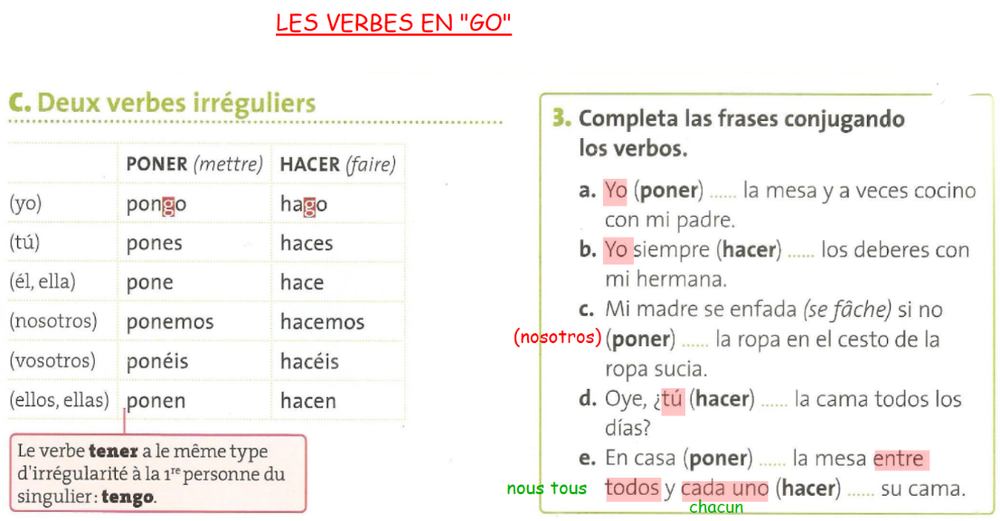 LES VERBES EN "GO"
C. Deux verbes irréguliers
PONER (mettre) HACER (faire)
(yo) pongo hago
(tú) pones haces
(él, ella) pone hace
(nosotros) ponemos hacemos
(vosotros) ponéis hacéis
(ellos, ellas) ponen hacen
Le verbe tener a le même type
d'irrégularité à la 1re personne du
singulier : tengo.
3. Completa las frases conjugando
los verbos.
a. Yo (poner) ...... la mesa y a veces cocino
con mi padre.
b. Yo siempre (hacer) ...... los deberes con
mi hermana.
c. Mi madre se enfada (se fâche) si no
(nosotros) (poner) ...... la ropa en el cesto de la
ropa sucia.
d. Oye, ¿tú (hacer) ...... la cama todos los
días?
e. En casa (poner) ...... la mesa entre
nous tous todos y cada uno (hacer) ...... su cama.
chacun